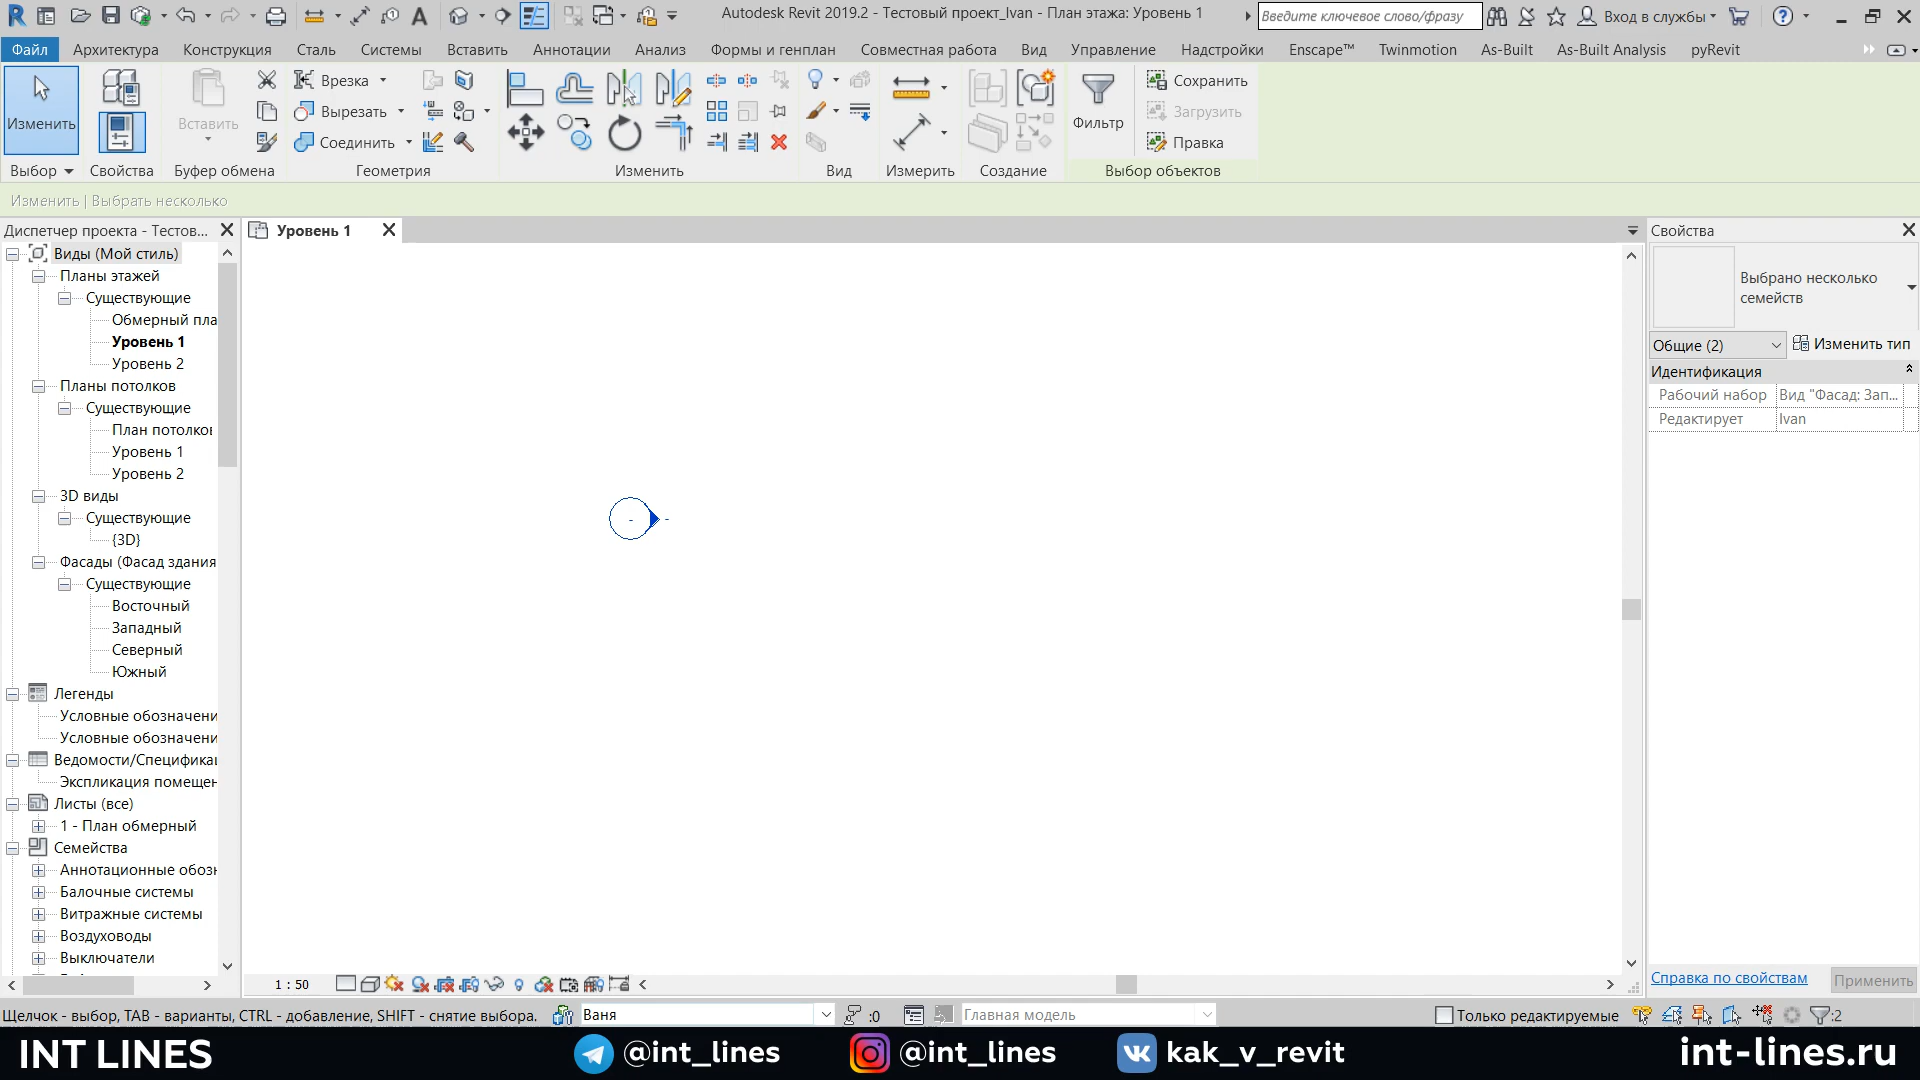 Autodesk Revit 2019.2 - Тестовый проект_Ivan - План этажа: Уровень 1
Введите ключевое слово/фразу
Вход в службы
Файл Архитектура Конструкция Сталь Системы Вставить Аннотации Анализ Формы и генплан Совместная работа Вид Управление Надстройки Enscape™ Twinmotion As-Built As-Built Analysis pyRevit
Изменить
Вставить
Врезка
Вырезать
Соединить
Фильтр
Сохранить
Загрузить
Правка
Выбор Свойства Буфер обмена Геометрия Изменить Вид Измерить Создание Выбор объектов
Изменить | Выбрать несколько
Диспетчер проекта - Тестов...
Уровень 1
Свойства
Виды (Мой стиль)
Планы этажей
Существующие
Обмерный пла
Уровень 1
Уровень 2
Планы потолков
Существующие
План потолков
Уровень 1
Уровень 2
3D виды
Существующие
{3D}
Фасады (Фасад здания
Существующие
Восточный
Западный
Северный
Южный
Легенды
Условные обозначени
Условные обозначени
Ведомости/Спецификац
Экспликация помещен
Листы (все)
1 - План обмерный
Семейства
Аннотационные обозн
Балочные системы
Витражные системы
Воздуховоды
Выключатели
- -
Выбрано несколько
семейств
Общие (2)
Изменить тип
Идентификация
Рабочий набор Вид "Фасад: Зап...
Редактирует Ivan
Справка по свойствам
Применить
1 : 50
Щелчок - выбор, TAB - варианты, CTRL - добавление, SHIFT - снятие выбора.
Ваня
:0
Главная модель
Только редактируемые
:2
INT LINES @int_lines @int_lines kak_v_revit int-lines.ru